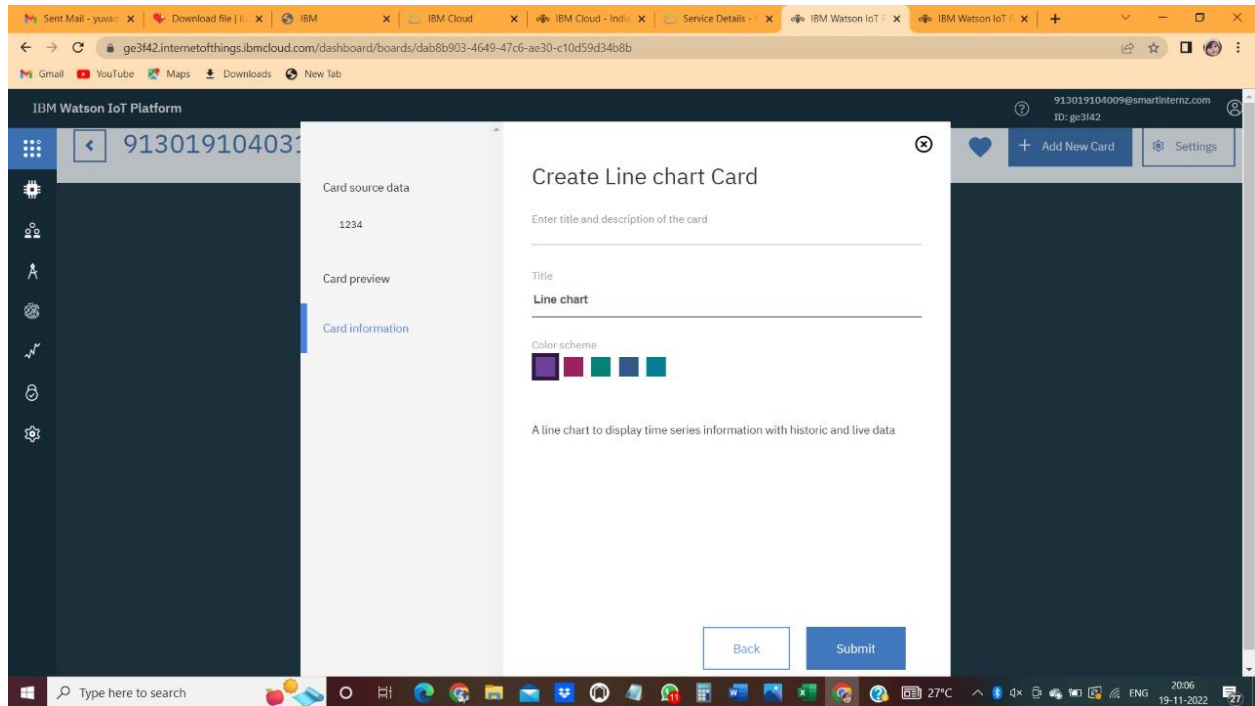 Sent Mail - yuvad
Download file | iL
IBM
IBM Cloud
IBM Cloud - India
Service Details - I
IBM Watson IoT P
IBM Watson IoT P
ge3f42.internetofthings.ibmcloud.com/dashboard/boards/dab8b903-4649-47c6-ae30-c10d59d34b8b
Gmail
YouTube
Maps
Downloads
New Tab
IBM Watson IoT Platform
913019104009@smartinternz.com
ID: ge3f42
913019104031
Add New Card
Settings
Card source data
1234
Card preview
Card information
Create Line chart Card
Enter title and description of the card
Title
Line chart
Color scheme
A line chart to display time series information with historic and live data
Back
Submit
Type here to search
27°C
ENG
20:06
19-11-2022
27